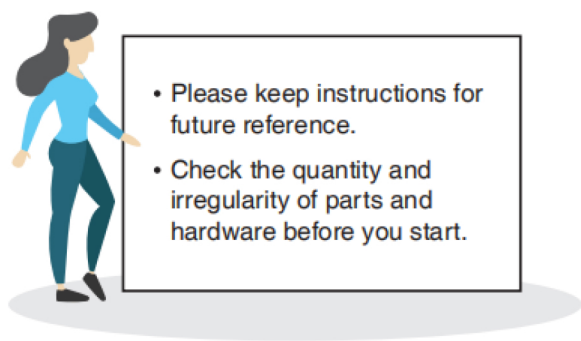 • Please keep instructions for
future reference.
• Check the quantity and
irregularity of parts and
hardware before you start.